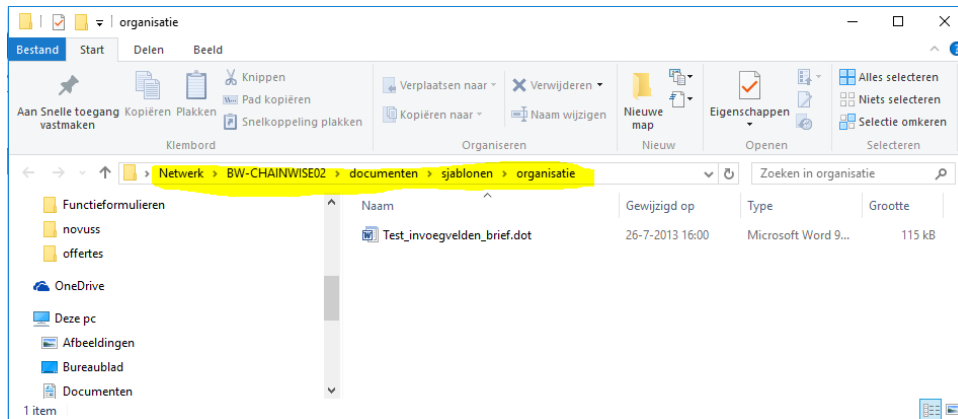 organisatie
Bestand Start Delen Beeld
Aan Snelle toegang vastmaken
Kopiëren
Plakken
Knippen
Pad kopiëren
Snelkoppeling plakken
Klembord
Verplaatsen naar
Kopiëren naar
Verwijderen
Naam wijzigen
Organiseren
Nieuwe map
Nieuw
Eigenschappen
Openen
Alles selecteren
Niets selecteren
Selectie omkeren
Selecteren
Netwerk > BW-CHAINWISE02 > documenten > sjablonen > organisatie
Zoeken in organisatie
Functieformulieren
novuss
offertes
OneDrive
Deze pc
Afbeeldingen
Bureaublad
Documenten
Naam Gewijzigd op Type Grootte
Test_invoegvelden_brief.dot 26-7-2013 16:00 Microsoft Word 9... 115 kB
1 item